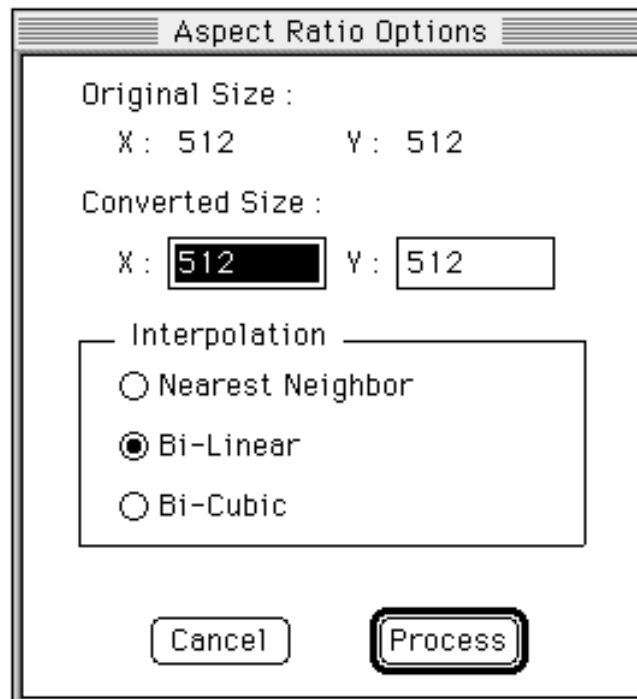 Aspect Ratio Options
Original Size :
X : 512 Y : 512
Converted Size :
X : 512 Y : 512
Interpolation
Nearest Neighbor
Bi-Linear
Bi-Cubic
Cancel Process